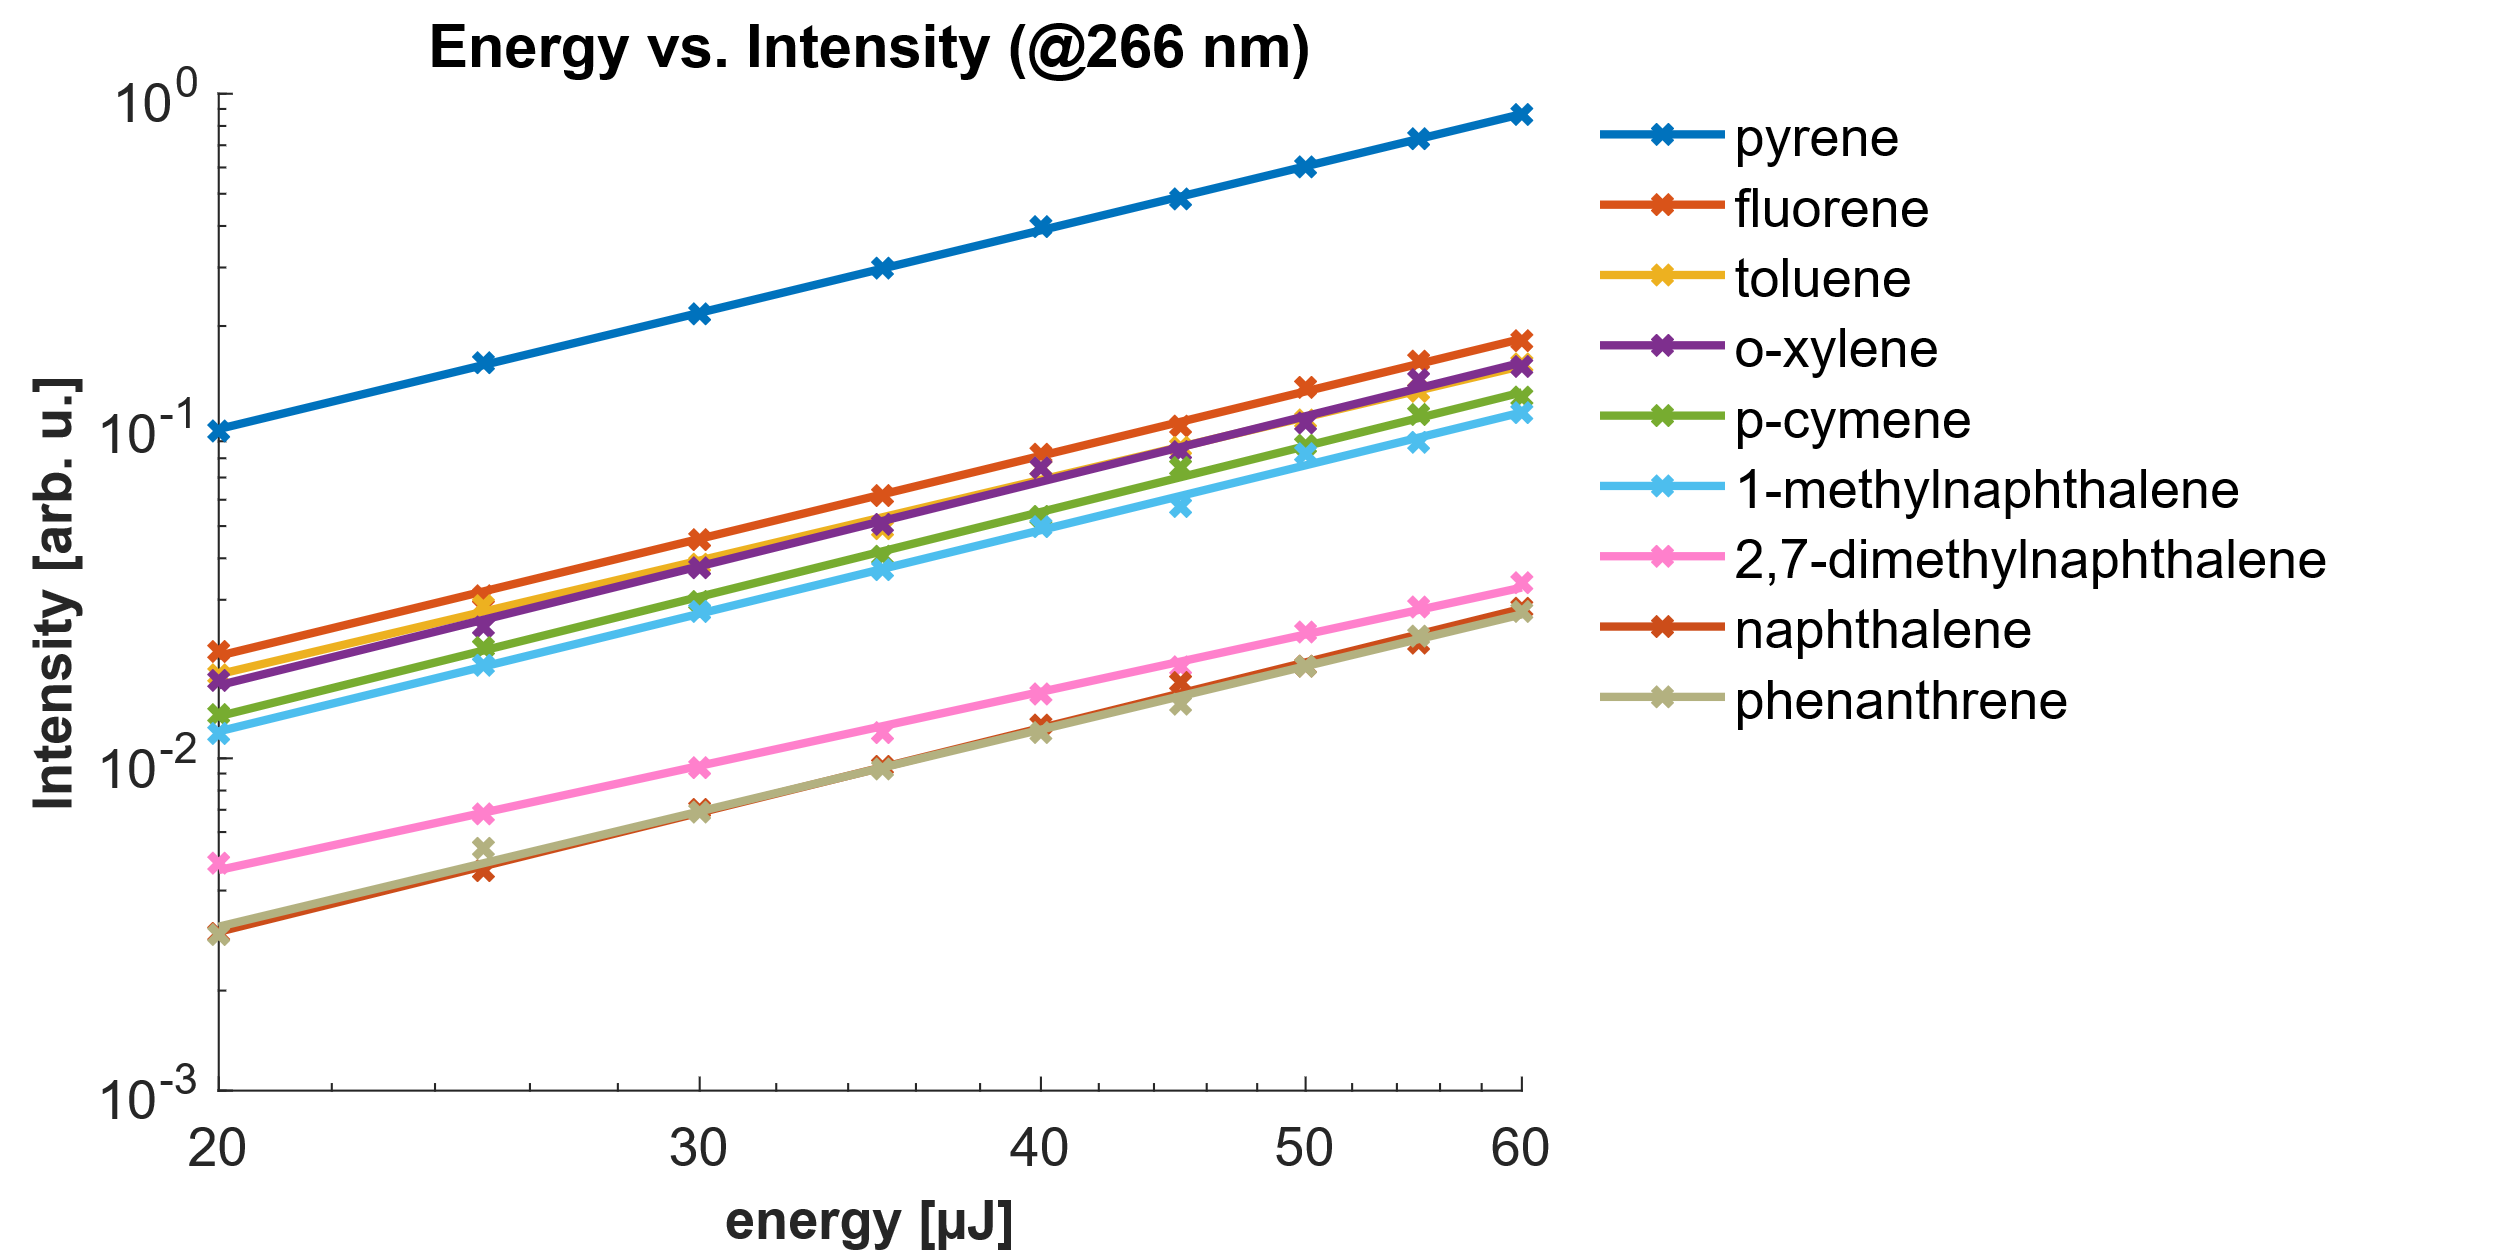 Energy vs. Intensity (@266 nm)
10^0
10^-1
10^-2
10^-3
Intensity [arb. u.]
20 30 40 50 60
energy [µJ]
pyrene
fluorene
toluene
o-xylene
p-cymene
1-methylnaphthalene
2,7-dimethylnaphthalene
naphthalene
phenanthrene